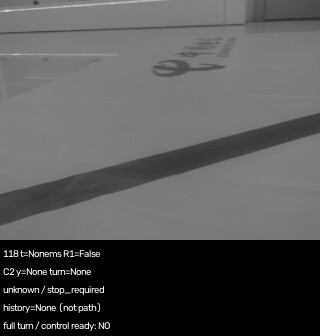 118 t=Nonems R1=False
C2 y=None turn=None
unknown / stop_required
history=None (not path)
full turn / control ready: NO